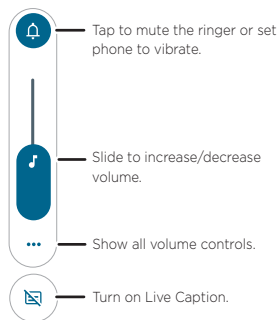 Tap to mute the ringer or set
phone to vibrate.
Slide to increase/decrease
volume.
Show all volume controls.
Turn on Live Caption.